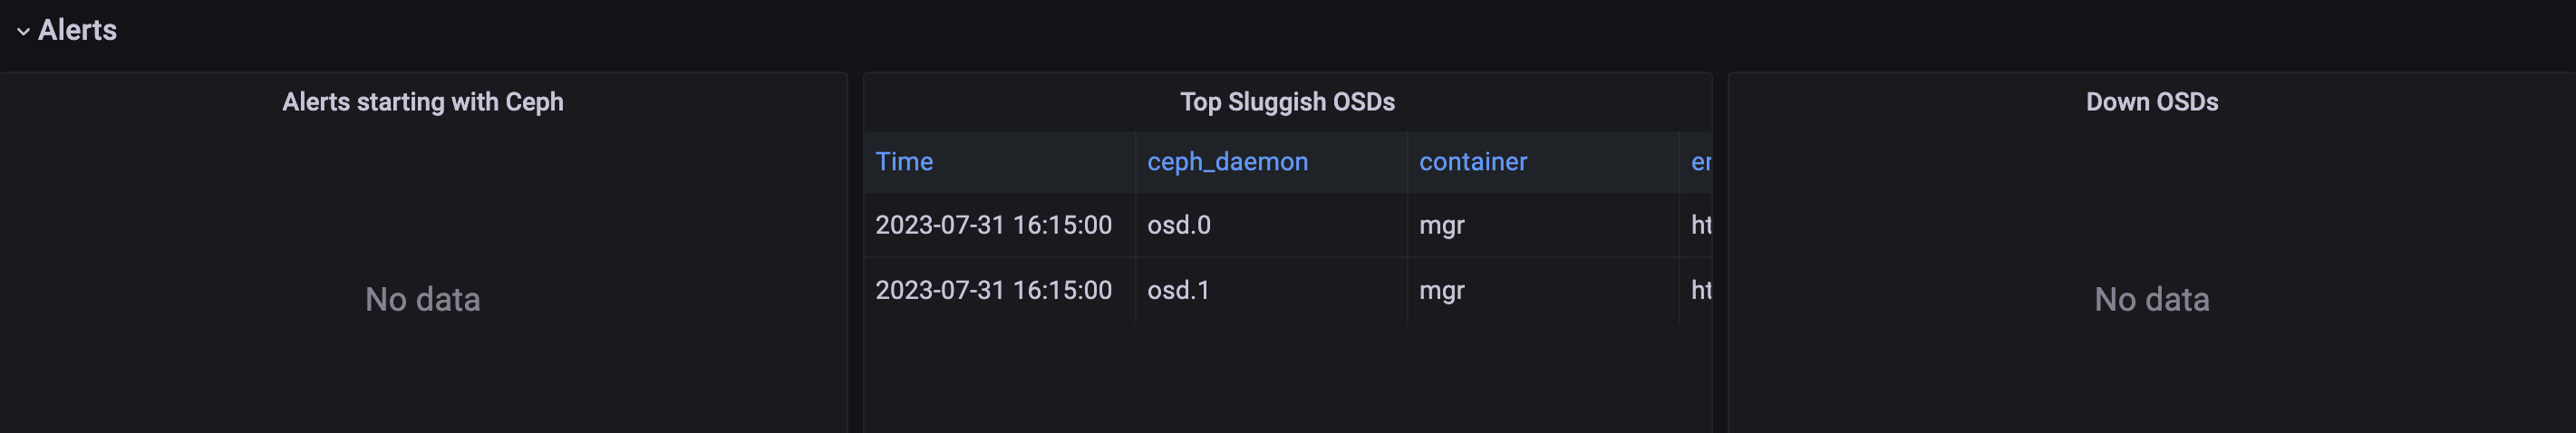 Alerts
Alerts starting with Ceph
No data
Top Sluggish OSDs
Time ceph_daemon container er
2023-07-31 16:15:00 osd.0 mgr ht
2023-07-31 16:15:00 osd.1 mgr ht
Down OSDs
No data